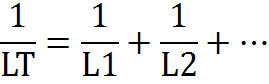 1/LT = 1/L1 + 1/L2 + ⋯